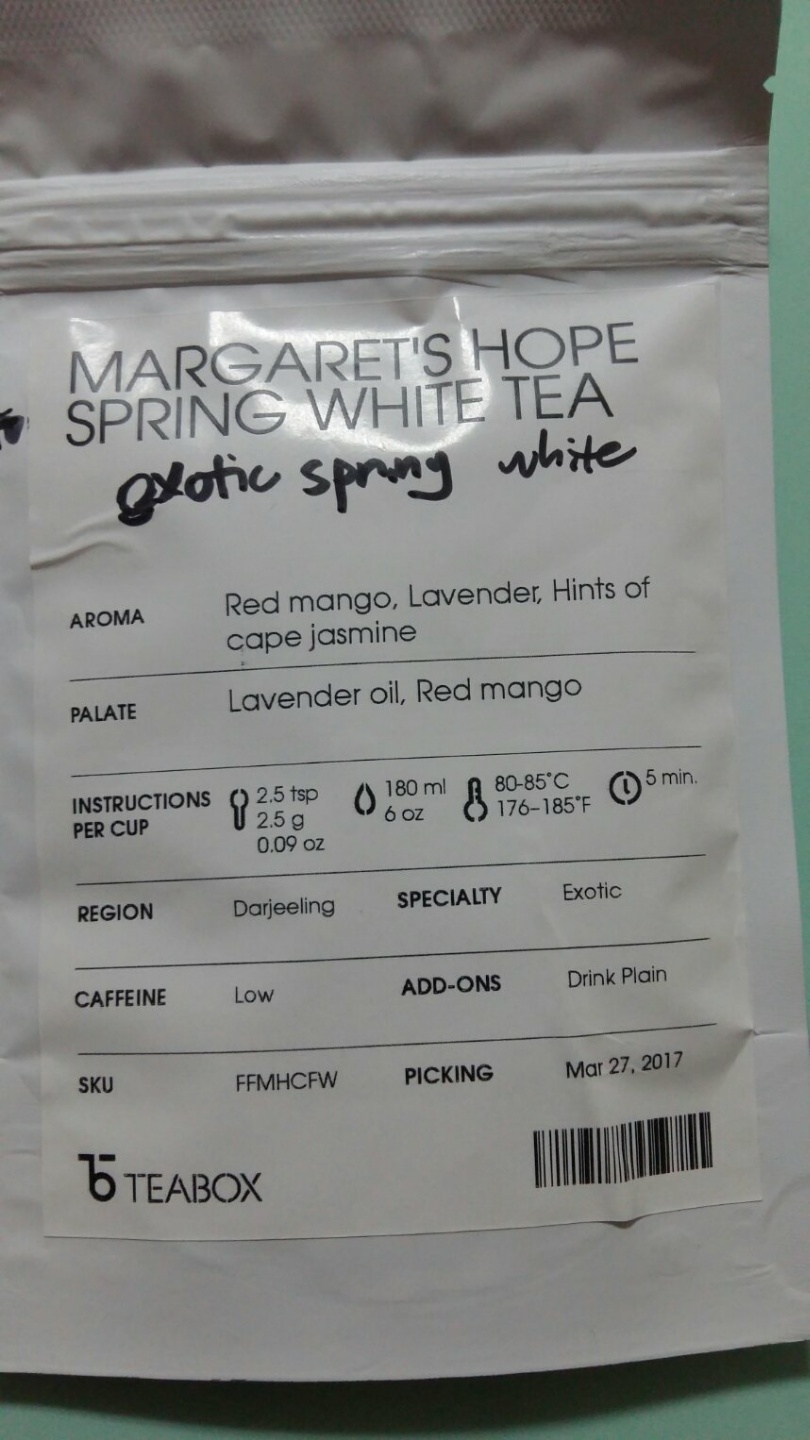 MARGARET'S HOPE
SPRING WHITE TEA
exotic spring white
AROMA Red mango, Lavender, Hints of
cape jasmine
PALATE Lavender oil, Red mango
INSTRUCTIONS
PER CUP
2.5 tsp
2.5 g
0.09 oz
180 ml
6 oz
80-85°C
176-185°F
5 min.
REGION Darjeeling SPECIALTY Exotic
CAFFEINE Low ADD-ONS Drink Plain
SKU FFMHCFW PICKING Mar 27, 2017
tb TEABOX